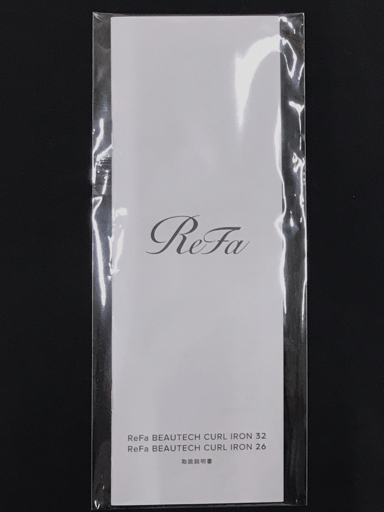 ReFa
ReFa BEAUTECH CURL IRON 32
ReFa BEAUTECH CURL IRON 26
取扱説明書